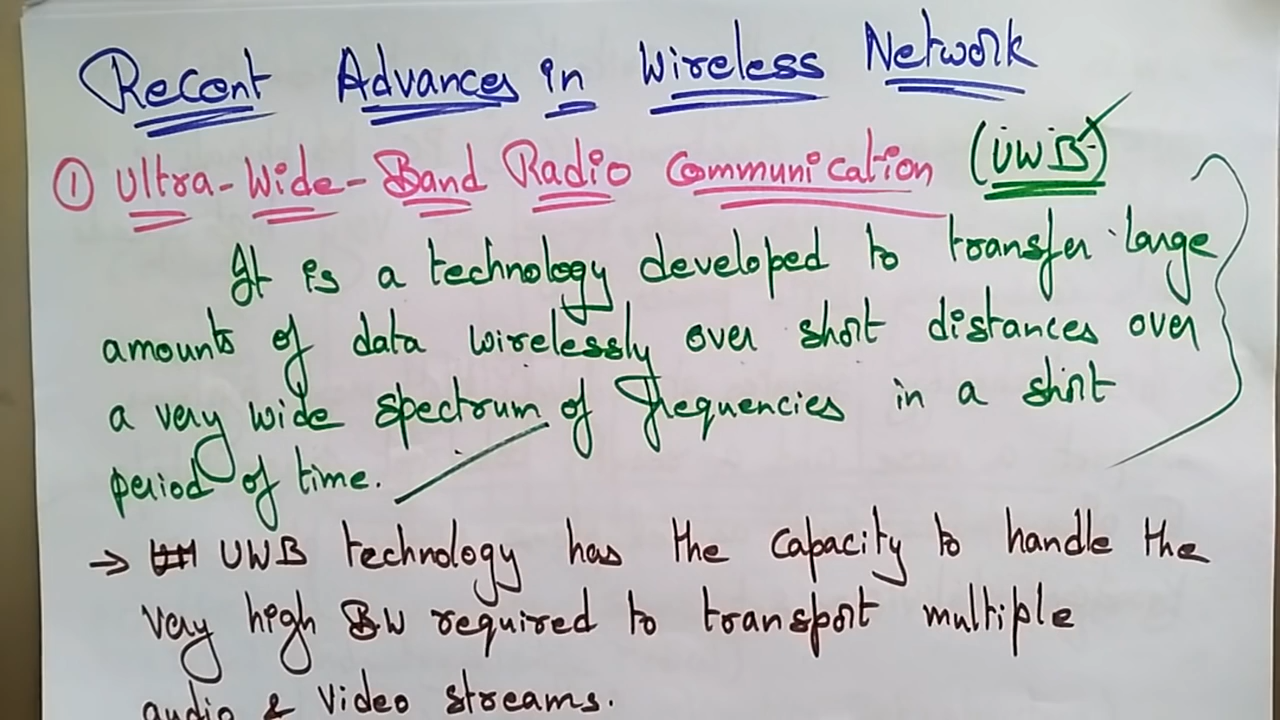 Recent Advances in Wireless Network
① Ultra-Wide-Band Radio Communication (UWB)
It is a technology developed to transfer large
amounts of data wirelessly over short distances over
a very wide spectrum of frequencies in a short
period of time.
→ UWB technology has the capacity to handle the
very high BW required to transport multiple
audio & Video streams.